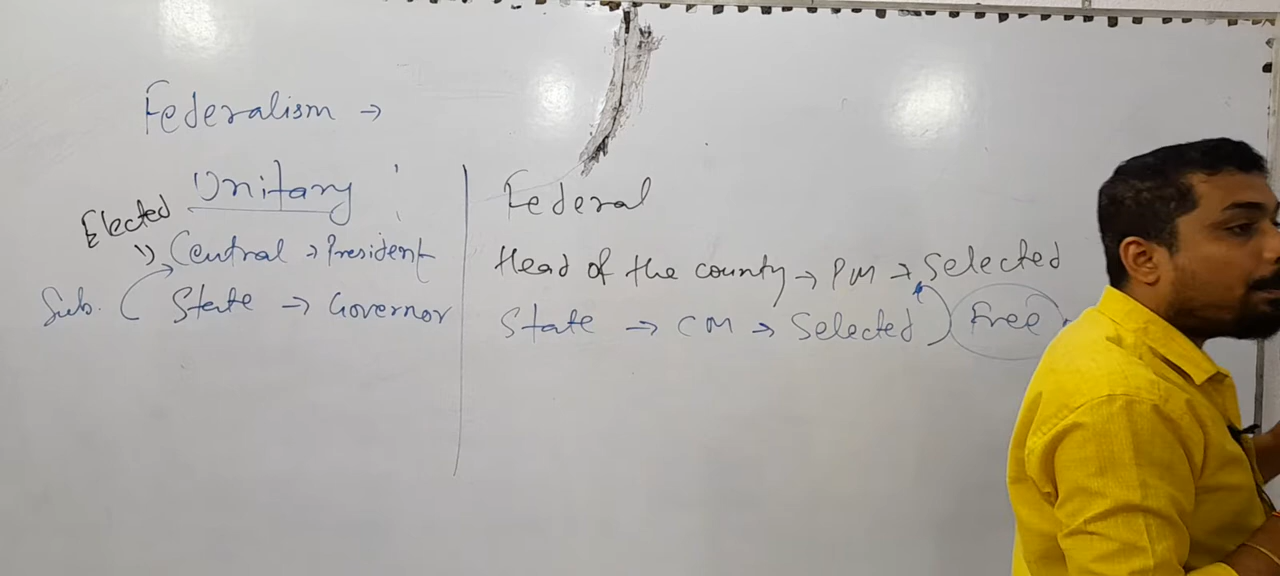 Federalism →
Unitary
Elected
Central → President
Sub. State → Governor
Federal
Head of the county → PM → Selected
State → CM → Selected) Free